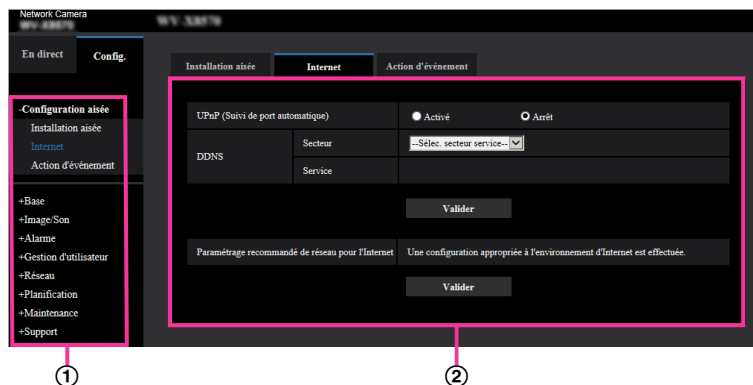 Network Camera
WV-X8570
WV-X8570
En direct
Config.
Installation aisée
Internet
Action d'événement
-Configuration aisée
Installation aisée
Internet
Action d'événement
+Base
+Image/Son
+Alarme
+Gestion d'utilisateur
+Réseau
+Planification
+Maintenance
+Support
UPnP (Suivi de port automatique)
Activé
Arrêt
DDNS
Secteur
--Sélec. secteur service--
Service
Valider
Paramétrage recommandé de réseau pour l'Internet
Une configuration appropriée à l'environnement d'Internet est effectuée.
Valider
①
②